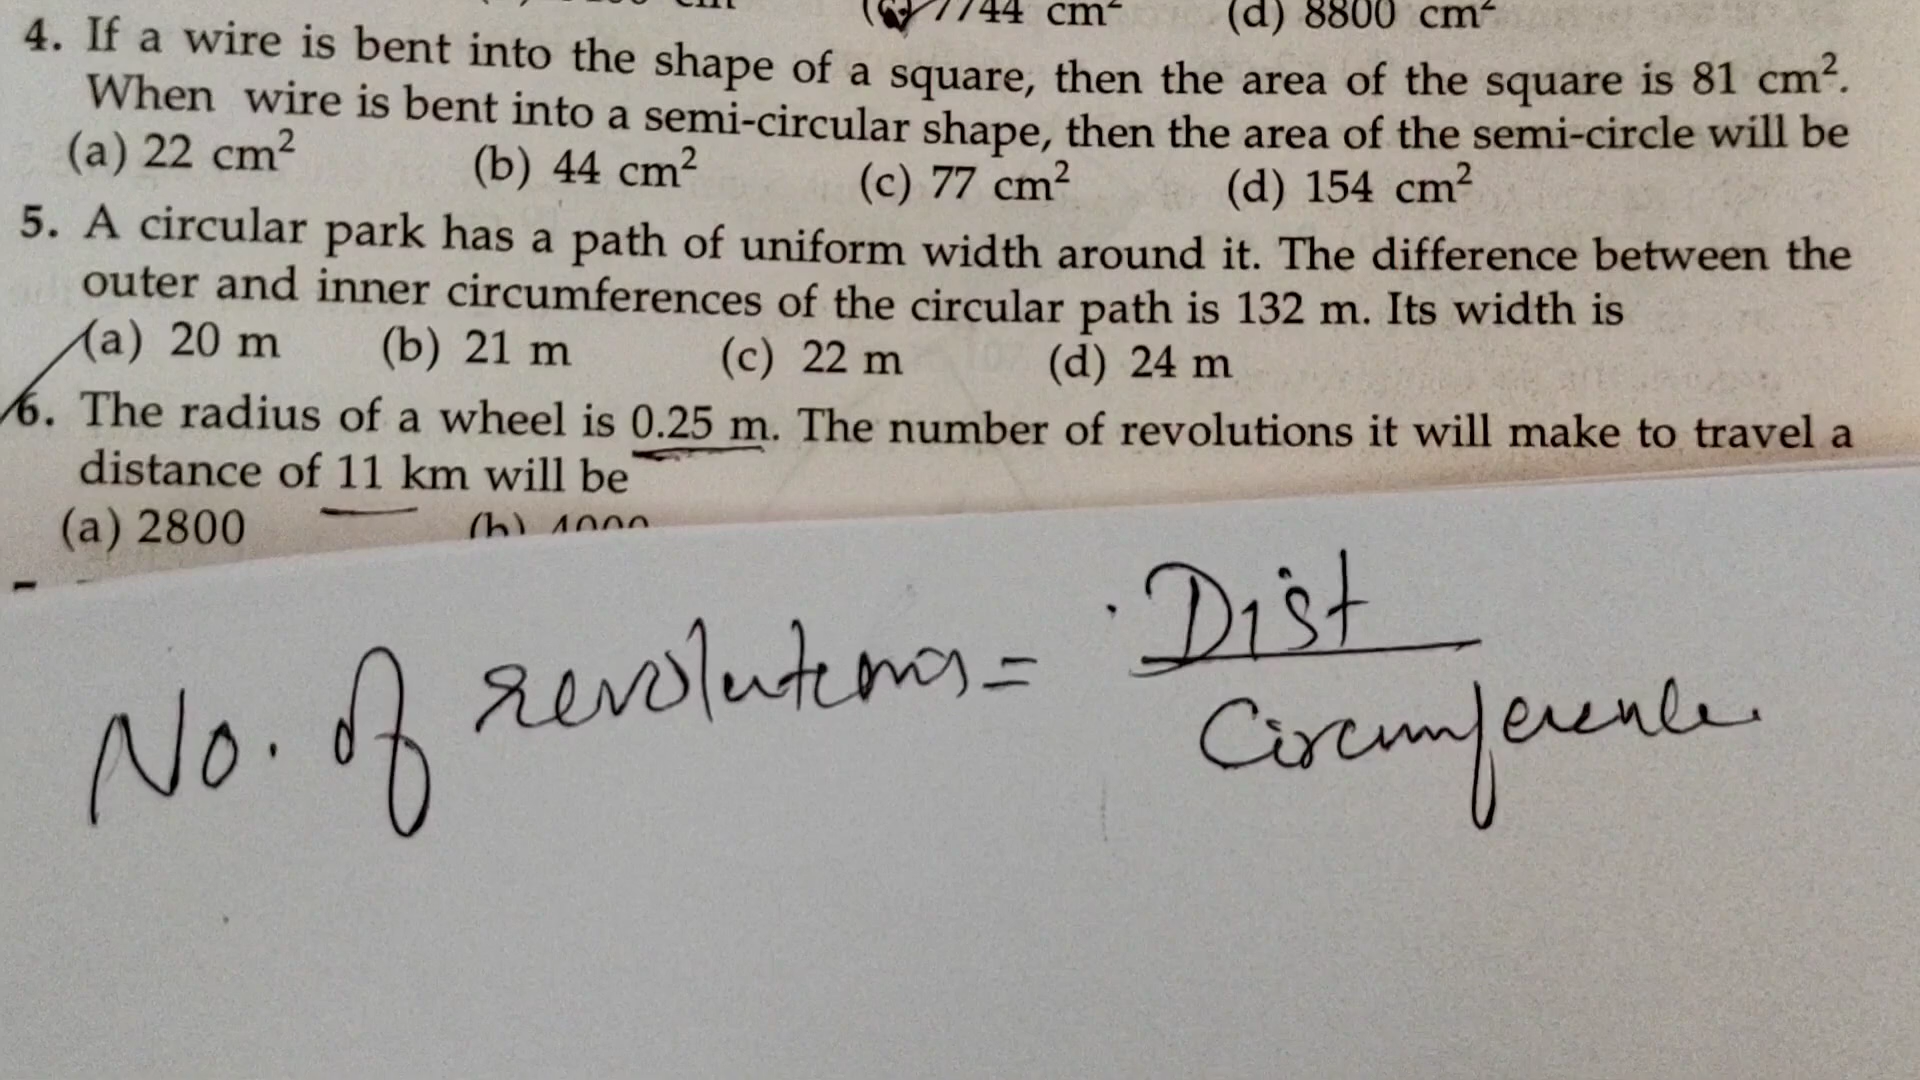 7744 cm² (d) 8800 cm²
4. If a wire is bent into the shape of a square, then the area of the square is 81 cm².
When wire is bent into a semi-circular shape, then the area of the semi-circle will be
(a) 22 cm² (b) 44 cm² (c) 77 cm² (d) 154 cm²
5. A circular park has a path of uniform width around it. The difference between the
outer and inner circumferences of the circular path is 132 m. Its width is
(a) 20 m (b) 21 m (c) 22 m (d) 24 m
6. The radius of a wheel is 0.25 m. The number of revolutions it will make to travel a
distance of 11 km will be
(a) 2800 (b) 4000
No. of revolutions = Dist
Circumference